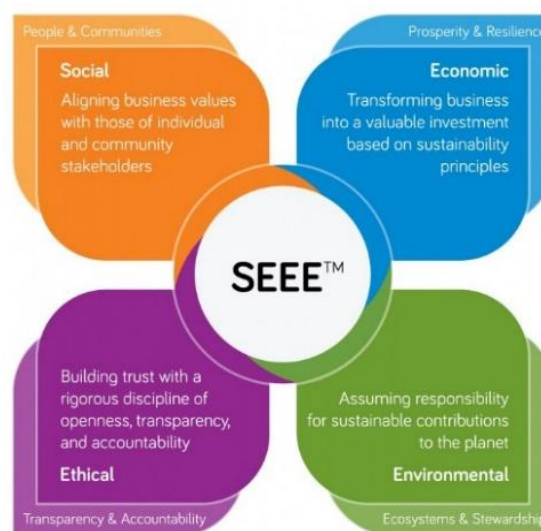 People & Communities
Social
Aligning business values
with those of individual
and community
stakeholders
Prosperity & Resilience
Economic
Transforming business
into a valuable investment
based on sustainability
principles
SEEE™
Building trust with a
rigorous discipline of
openness, transparency,
and accountability
Ethical
Transparency & Accountability
Assuming responsibility
for sustainable contributions
to the planet
Environmental
Ecosystems & Stewardship